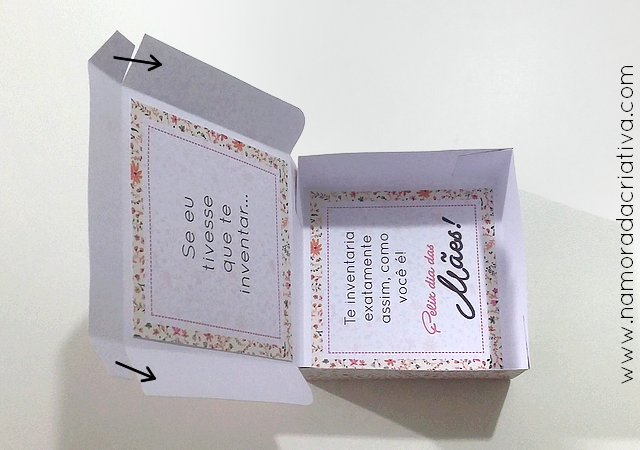 Se eu
tivesse
que te
inventar...
Te inventaria
exatamente
assim, como
você é!
Feliz dia das
Mães!
www.namoradacriativa.com